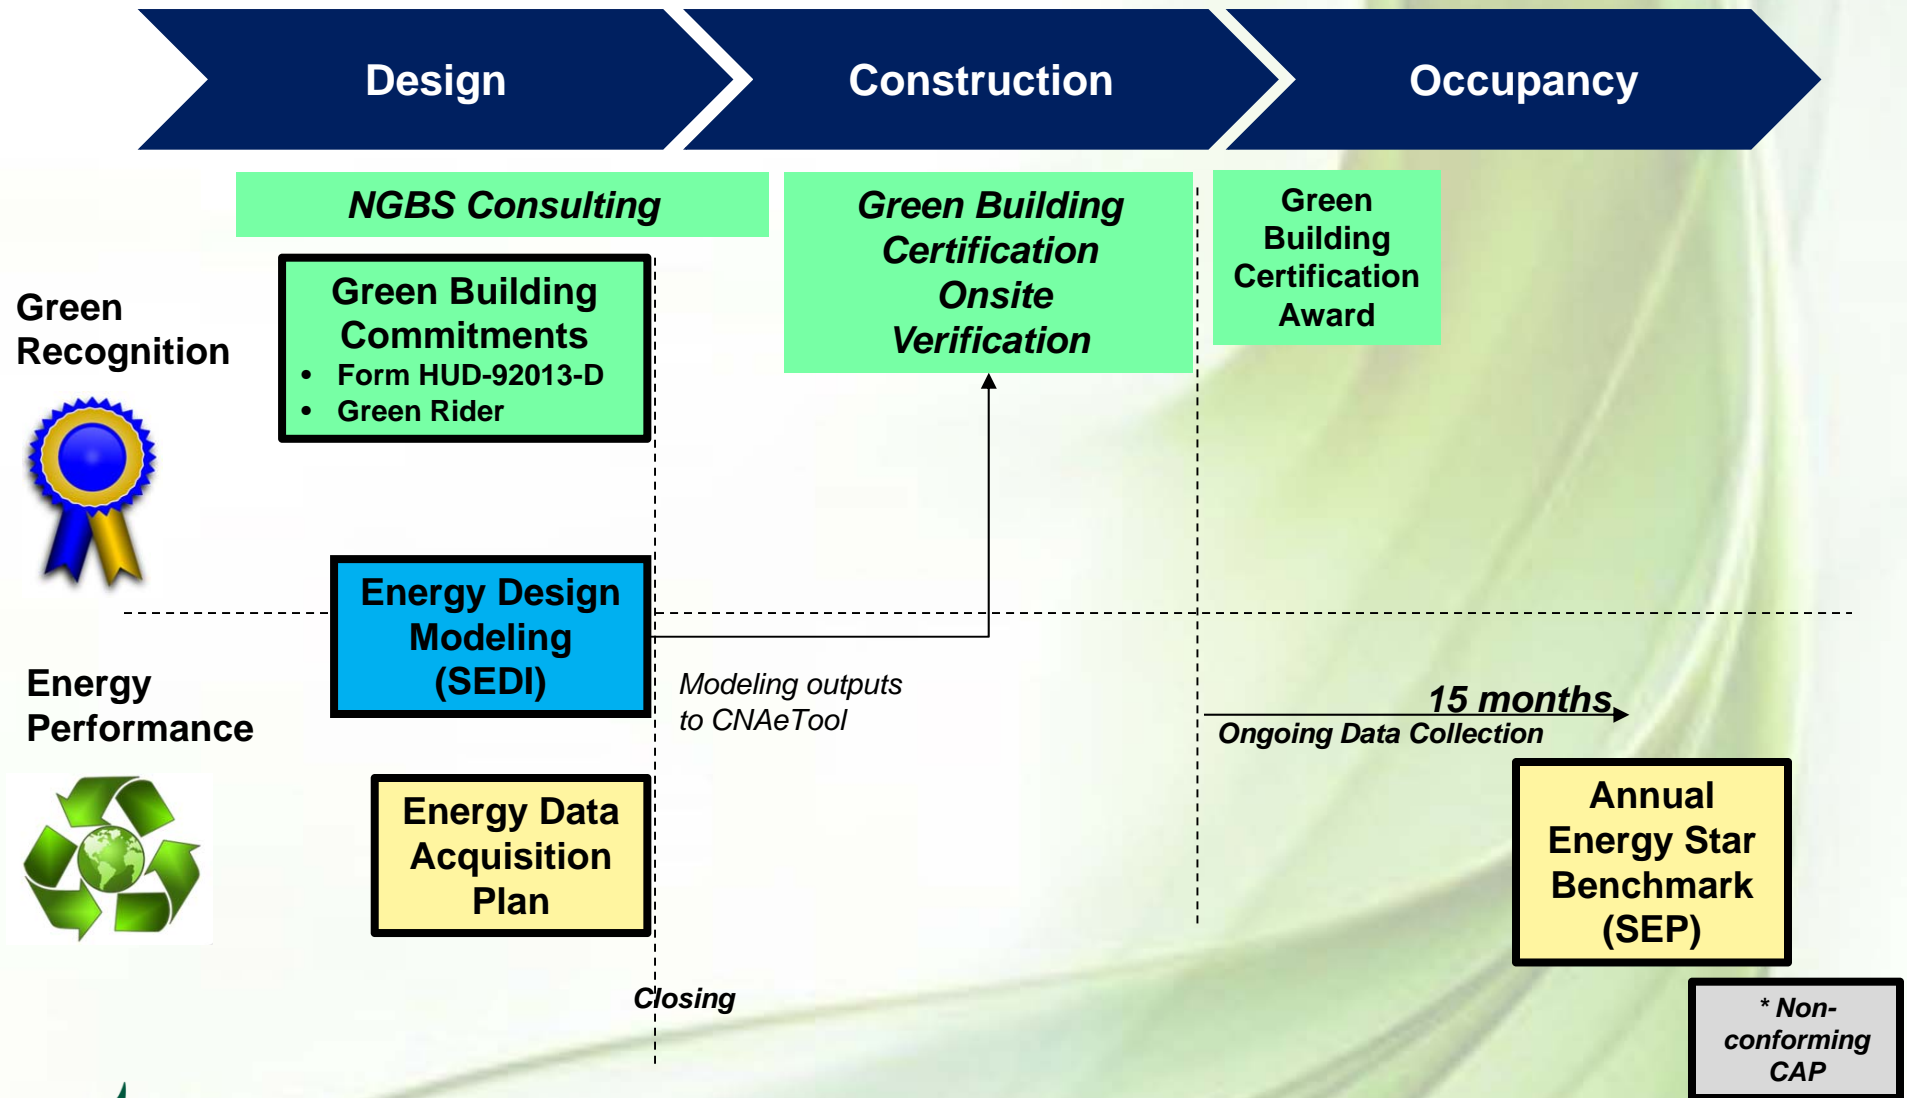 Design
Construction
Occupancy
NGBS Consulting
Green Building
Certification
Onsite
Verification
Green
Building
Certification
Award
Green
Recognition
Green Building
Commitments
• Form HUD-92013-D
• Green Rider
Energy Design
Modeling
(SEDI)
Energy
Performance
Modeling outputs
to CNAeTool
15 months
Ongoing Data Collection
Energy Data
Acquisition
Plan
Annual
Energy Star
Benchmark
(SEP)
Closing
* Non-
conforming
CAP